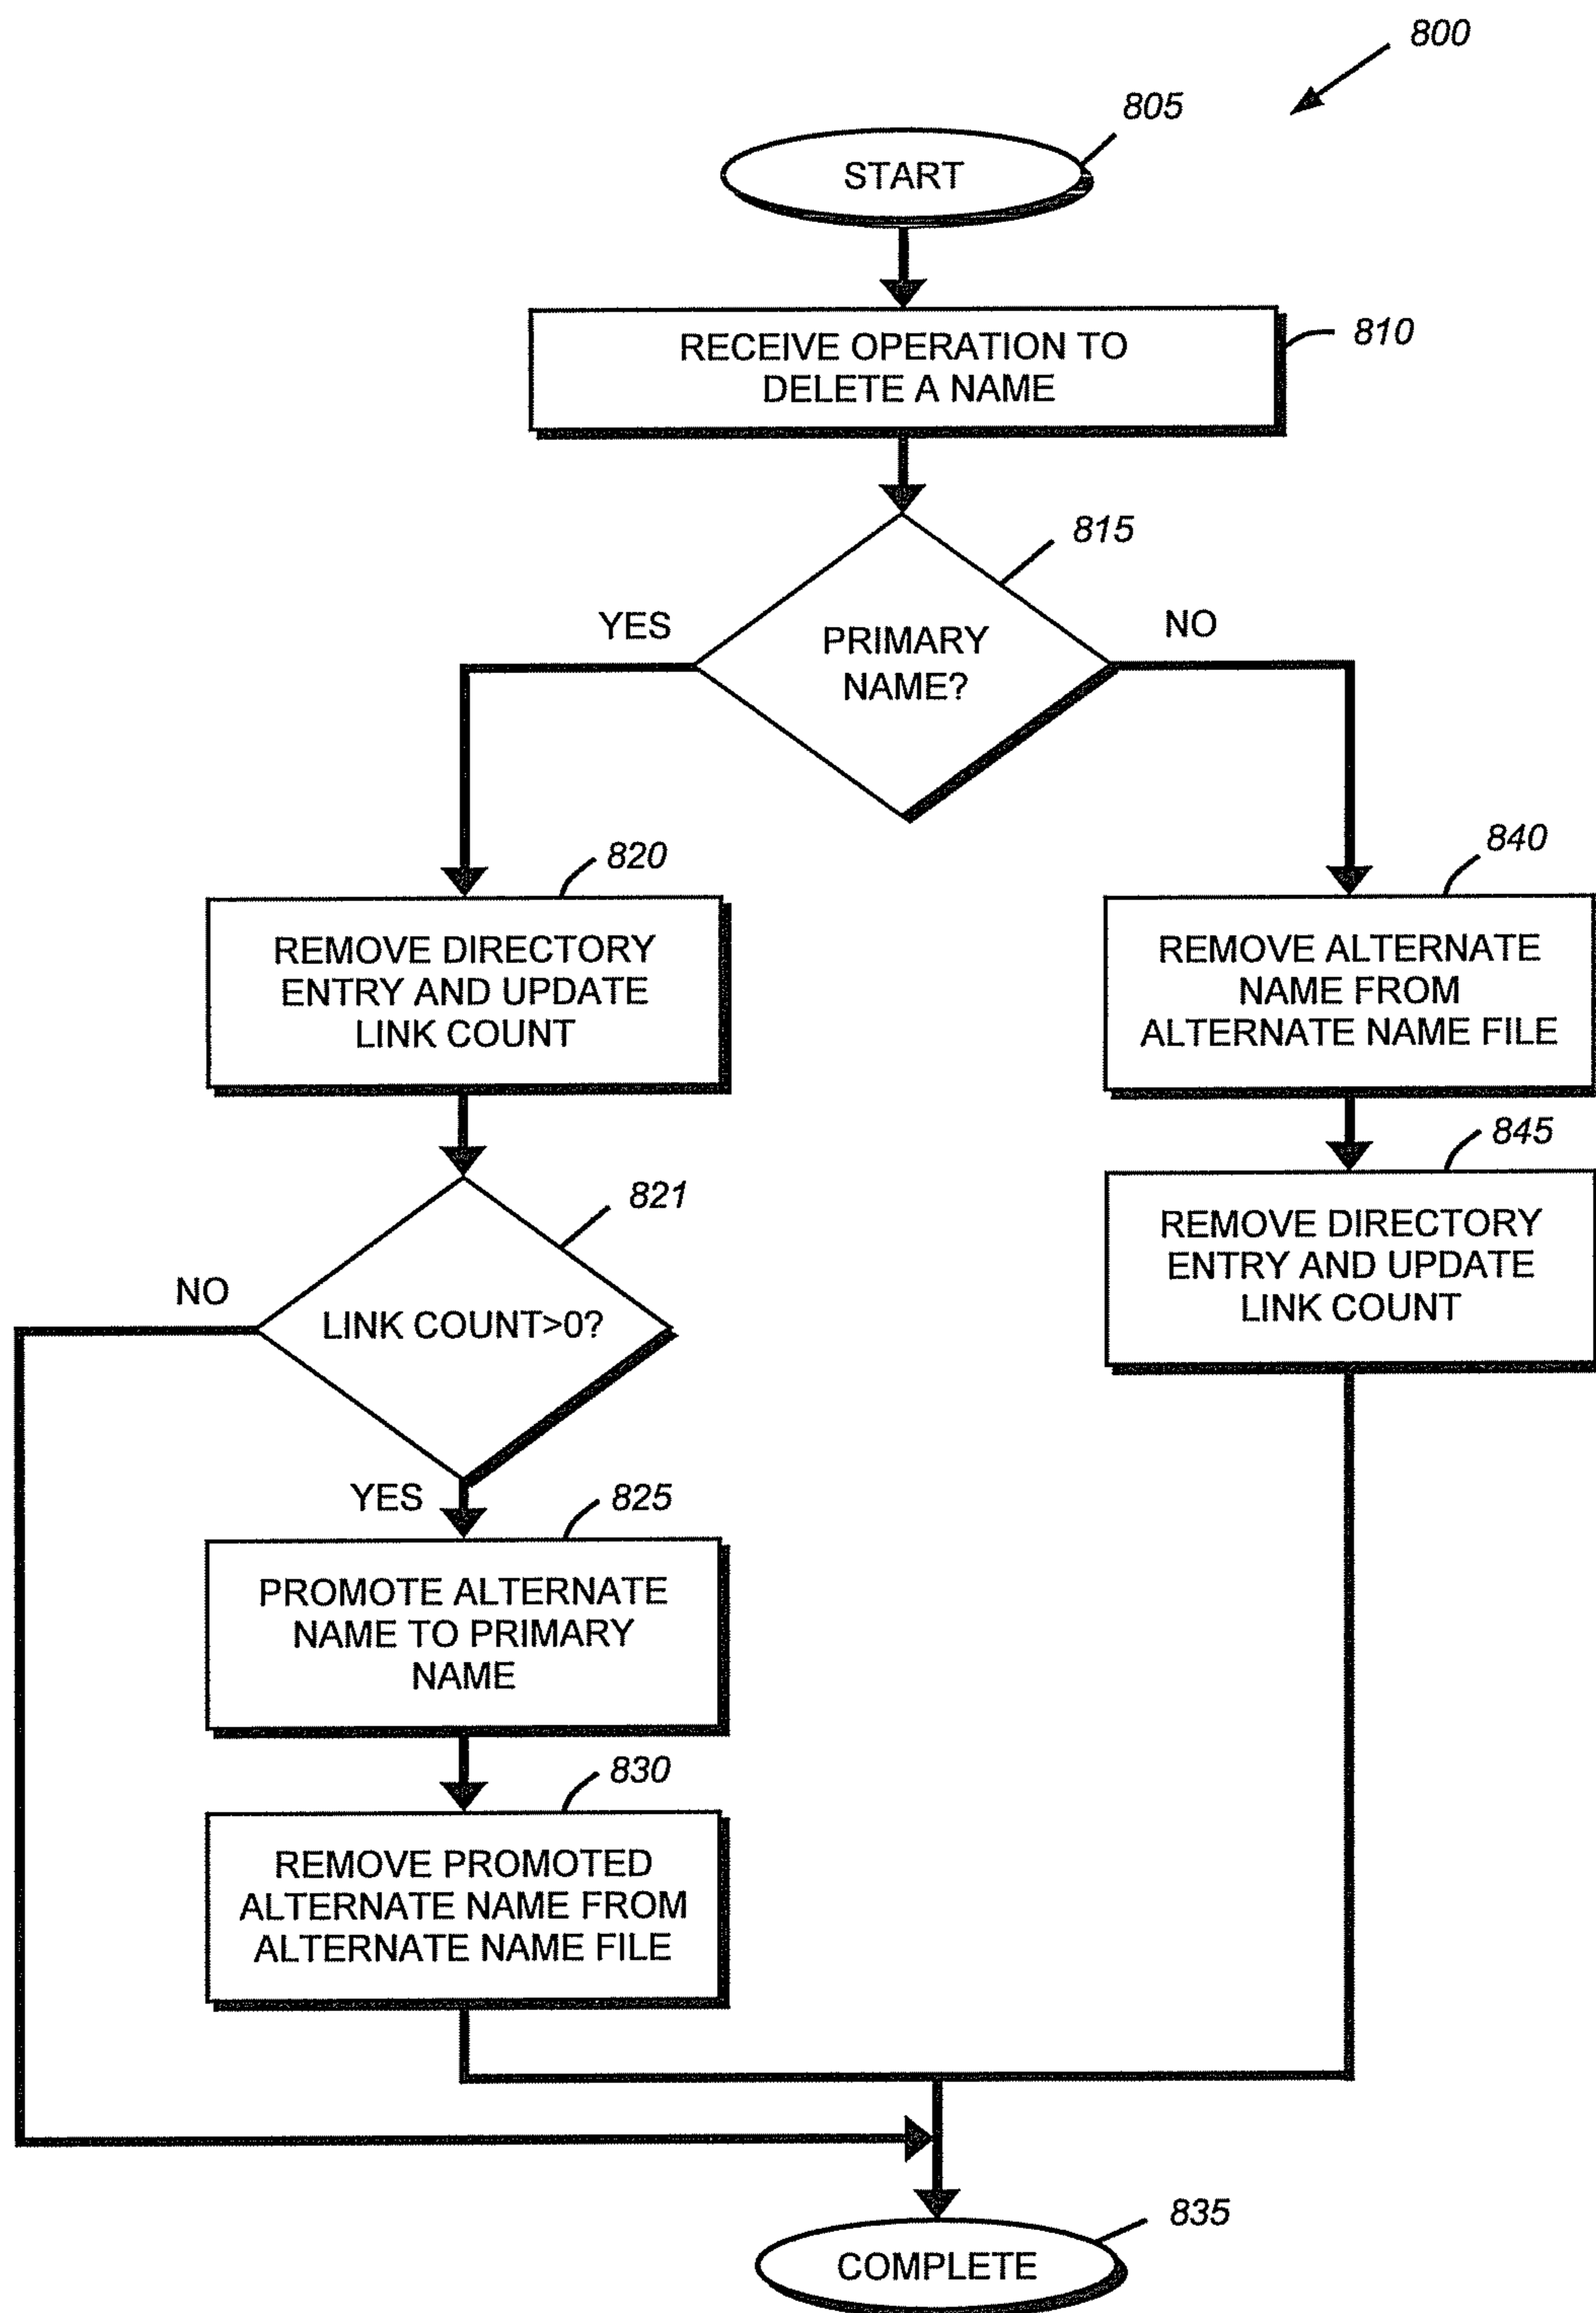 800
805
START
RECEIVE OPERATION TO
DELETE A NAME
810
815
YES
PRIMARY
NAME?
NO
820
REMOVE DIRECTORY
ENTRY AND UPDATE
LINK COUNT
840
REMOVE ALTERNATE
NAME FROM
ALTERNATE NAME FILE
845
REMOVE DIRECTORY
ENTRY AND UPDATE
LINK COUNT
821
NO
LINK COUNT>0?
YES
825
PROMOTE ALTERNATE
NAME TO PRIMARY
NAME
830
REMOVE PROMOTED
ALTERNATE NAME FROM
ALTERNATE NAME FILE
835
COMPLETE